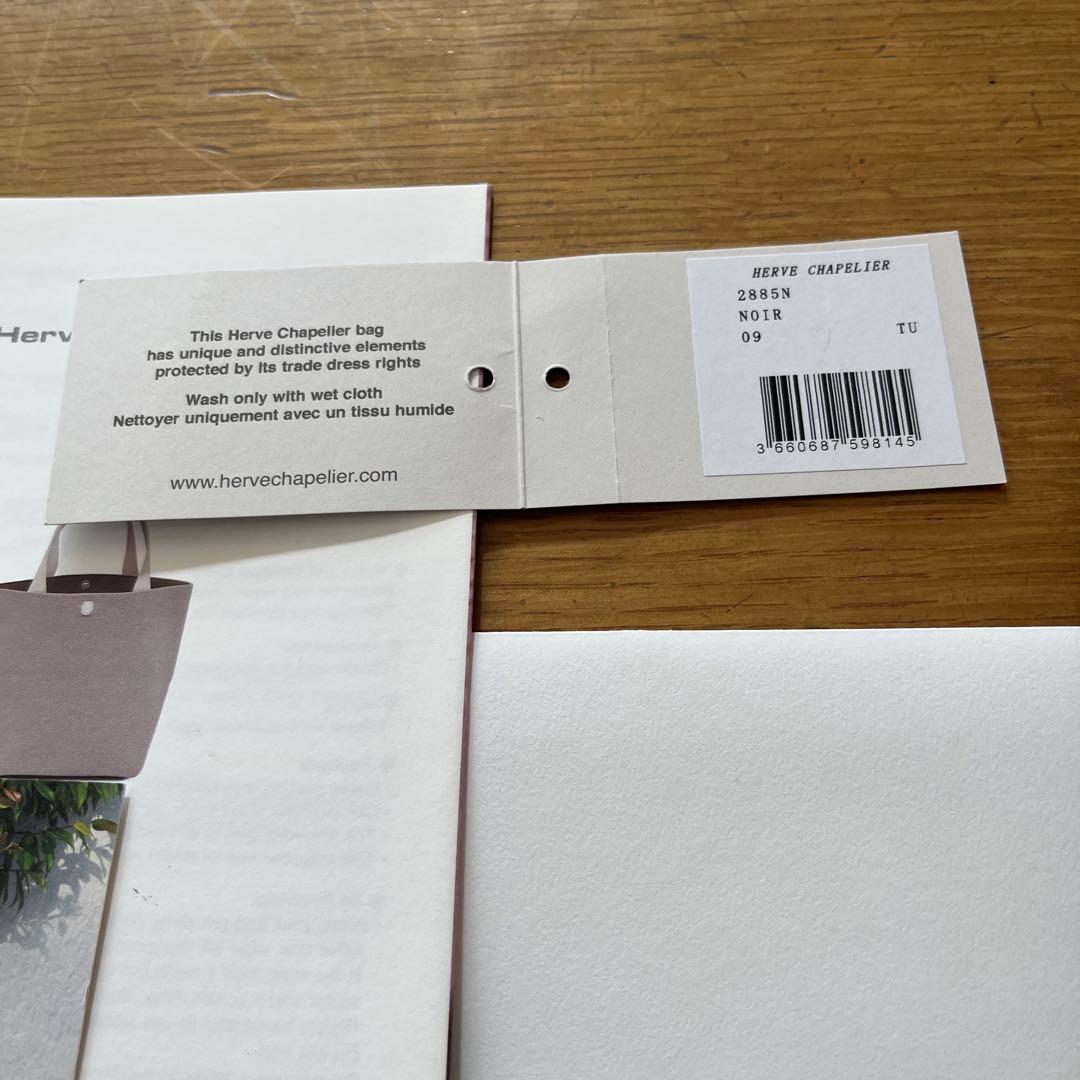 Herv
This Herve Chapelier bag
has unique and distinctive elements
protected by its trade dress rights
Wash only with wet cloth
Nettoyer uniquement avec un tissu humide
www.hervechapelier.com
HERVE CHAPELIER
2885N
NOIR
09 TU
3 660687 598145